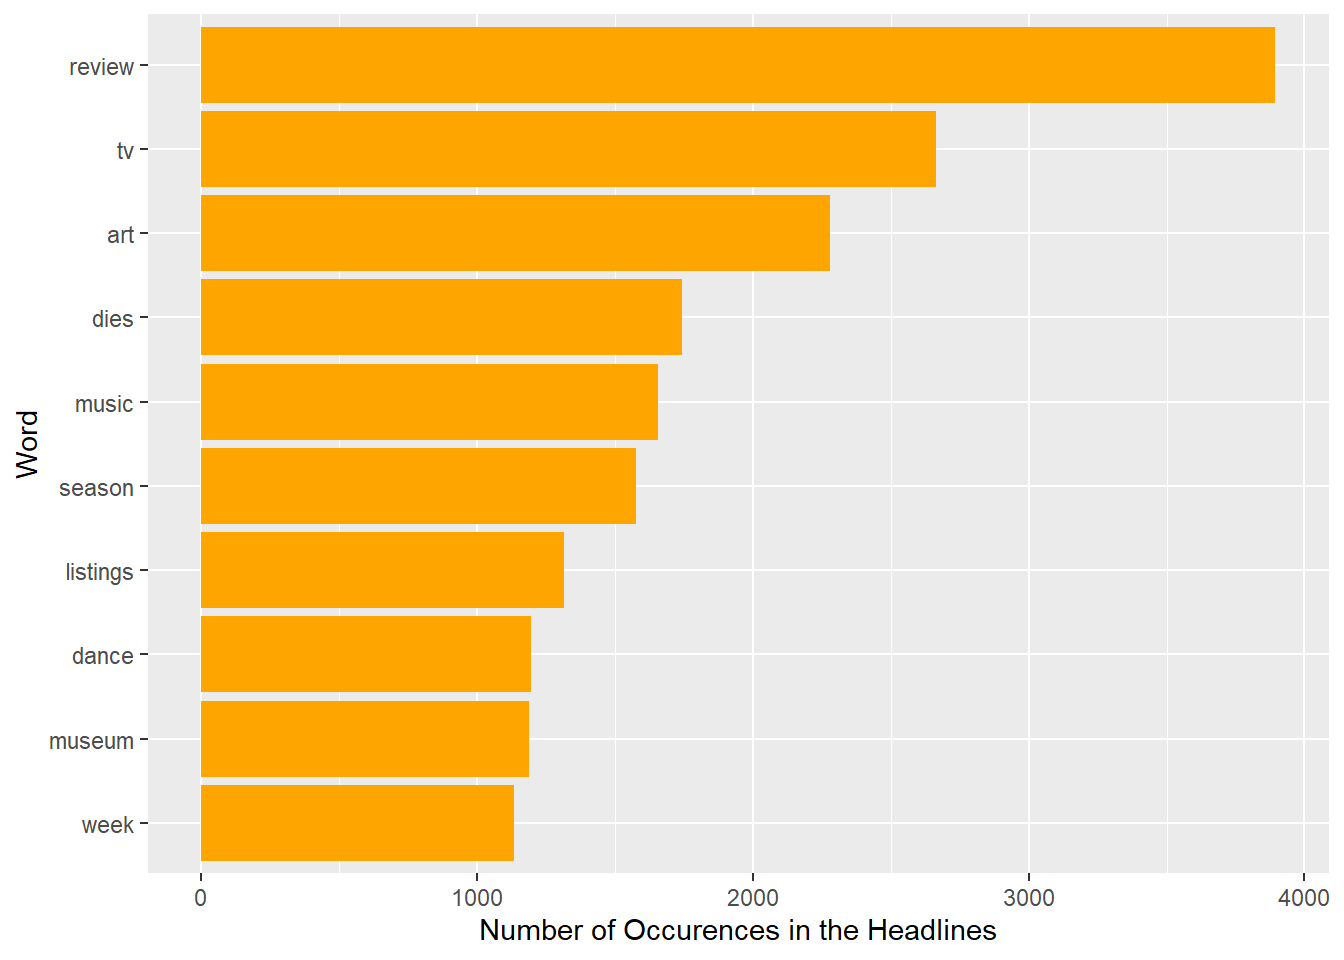 review
tv
art
dies
music
season
listings
dance
museum
week
Word
0 1000 2000 3000 4000
Number of Occurences in the Headlines